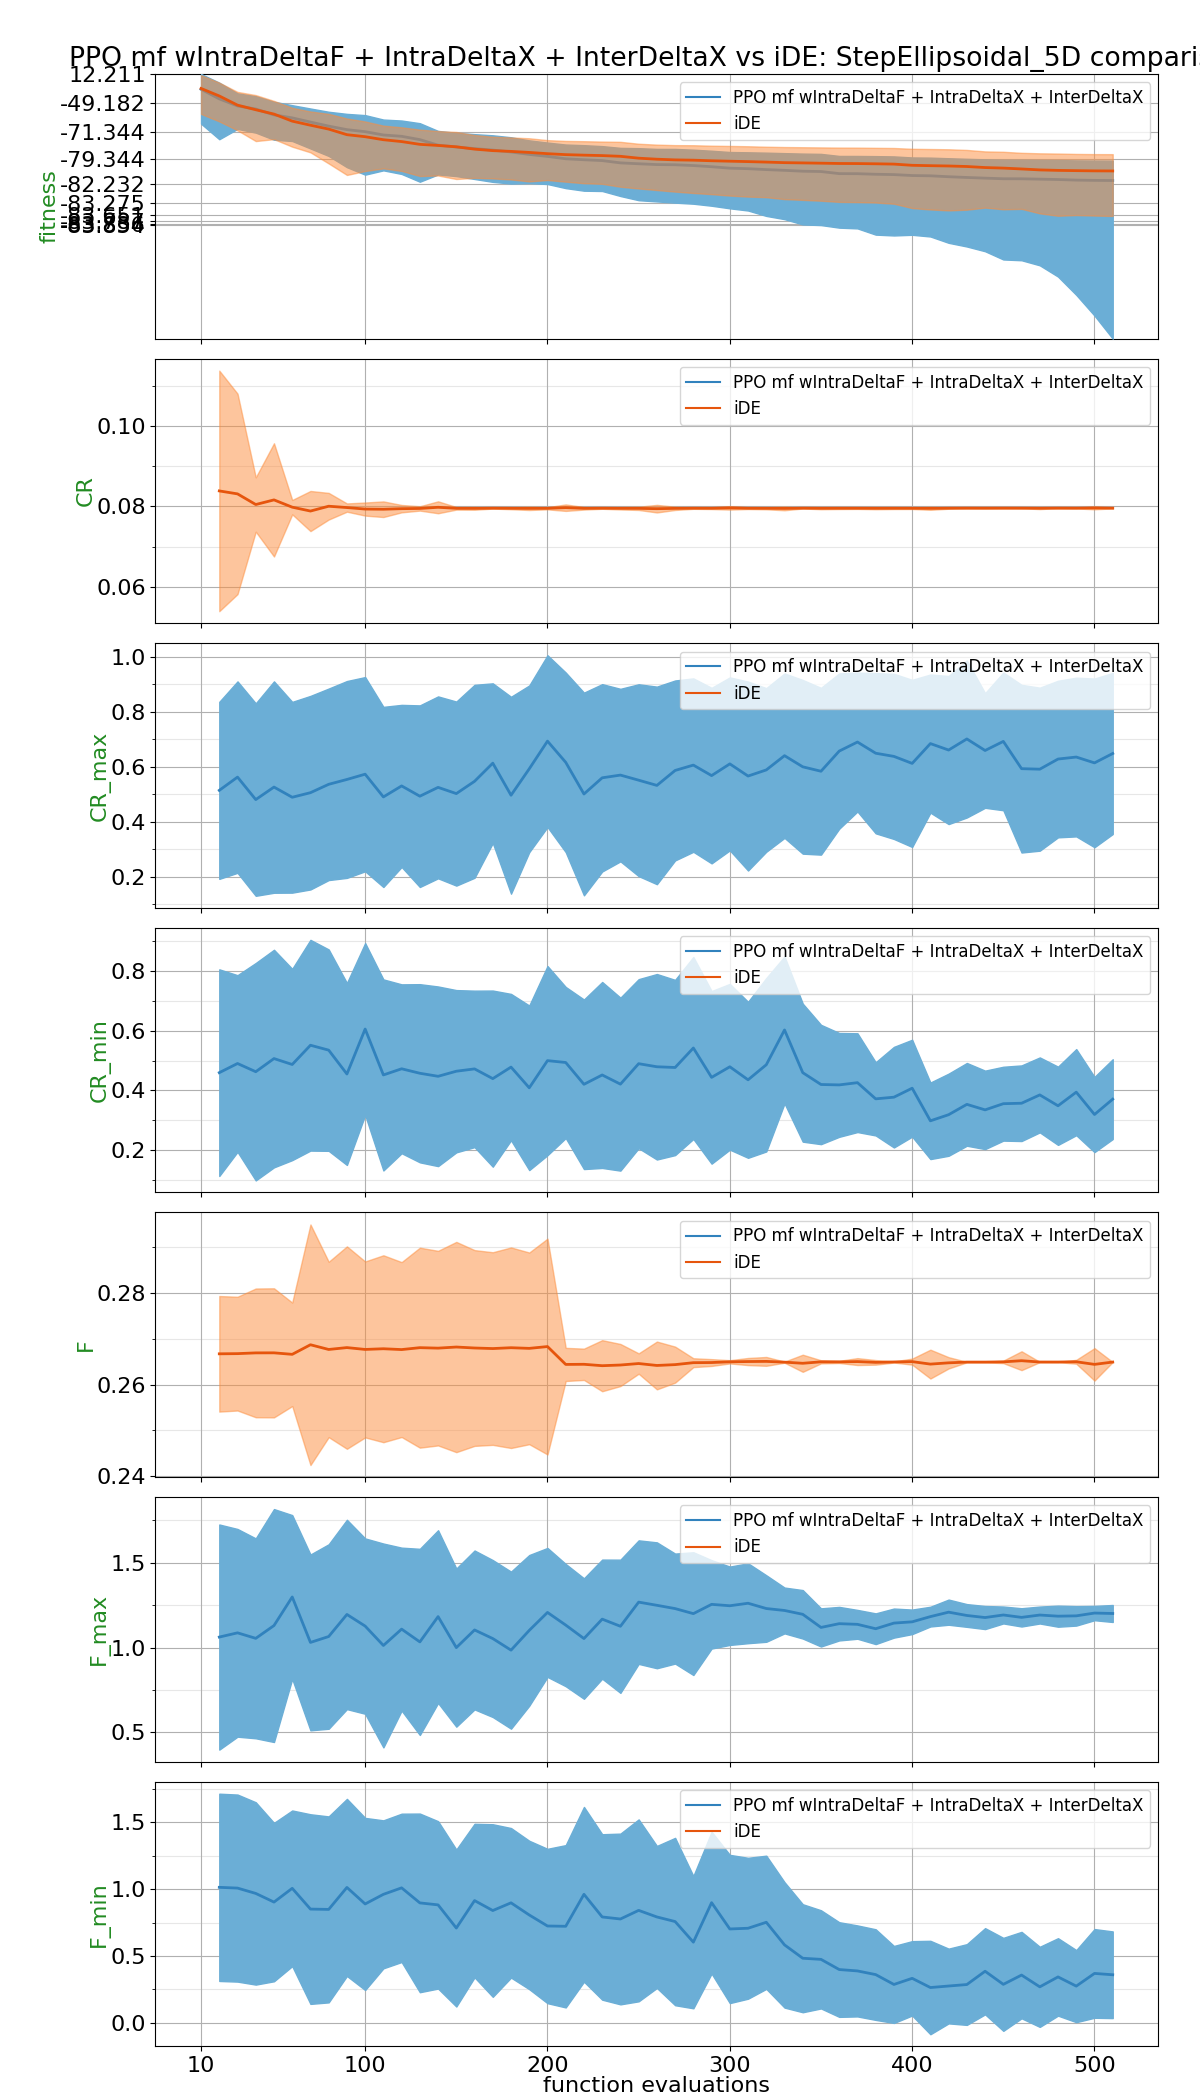 PPO mf wIntraDeltaF + IntraDeltaX + InterDeltaX vs iDE: StepEllipsoidal_5D compari
12.211
-49.182
-71.344
-79.344
-82.232
-83.275
fitness
PPO mf wIntraDeltaF + IntraDeltaX + InterDeltaX
iDE
0.10
0.08
0.06
CR
PPO mf wIntraDeltaF + IntraDeltaX + InterDeltaX
iDE
1.0
0.8
0.6
0.4
0.2
CR_max
PPO mf wIntraDeltaF + IntraDeltaX + InterDeltaX
iDE
0.8
0.6
0.4
0.2
CR_min
PPO mf wIntraDeltaF + IntraDeltaX + InterDeltaX
iDE
0.28
0.26
0.24
F
PPO mf wIntraDeltaF + IntraDeltaX + InterDeltaX
iDE
1.5
1.0
0.5
F_max
PPO mf wIntraDeltaF + IntraDeltaX + InterDeltaX
iDE
1.5
1.0
0.5
0.0
F_min
PPO mf wIntraDeltaF + IntraDeltaX + InterDeltaX
iDE
10 100 200 300 400 500
function evaluations